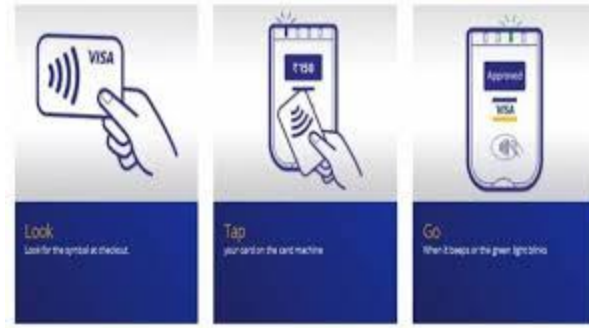 VISA
₹150
Approved
VISA
Look
Look for the symbol at checkout.
Tap
your card on the card machine
Go
When it beeps or the green light blinks